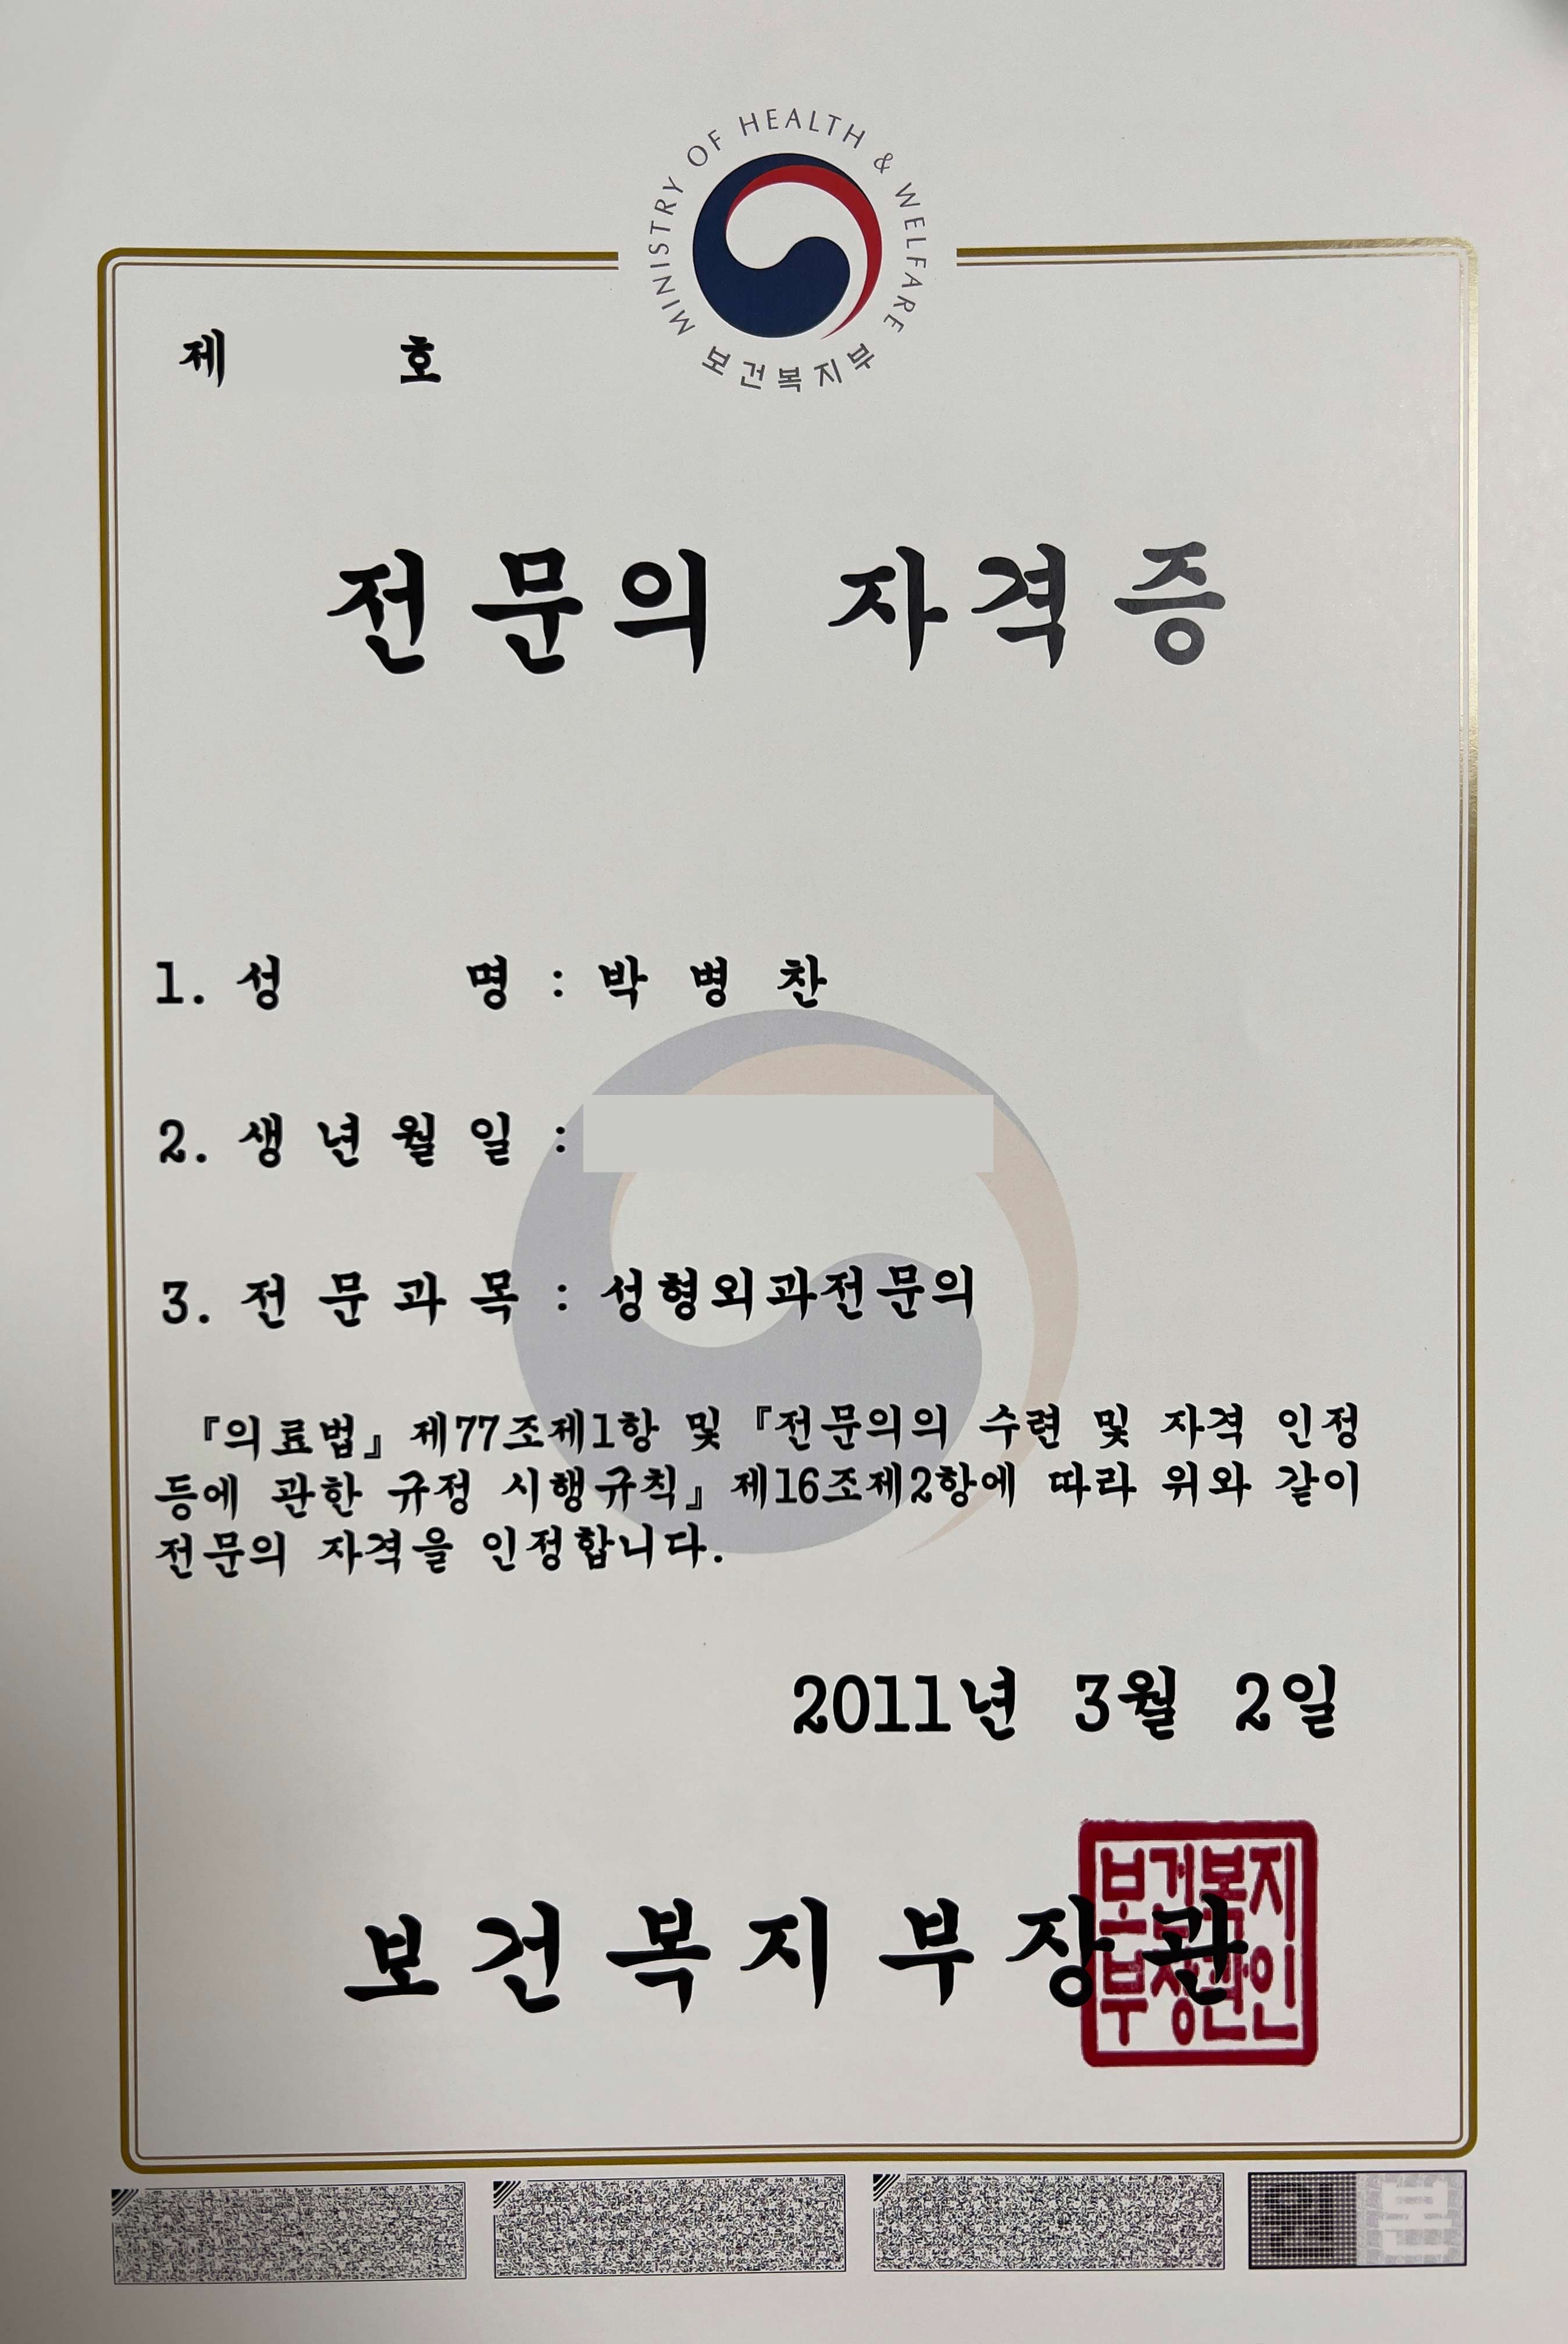 MINISTRY OF HEALTH & WELFARE
보건복지부
제 호
전문의 자격증
1. 성 명 : 박 병 찬
2. 생 년 월 일 :
3. 전 문 과 목 : 성형외과전문의
『의료법』 제77조제1항 및 『전문의의 수련 및 자격 인정
등에 관한 규정 시행규칙』 제16조제2항에 따라 위와 같이
전문의 자격을 인정합니다.
2011년 3월 2일
보건복지부장관
보건복지
부장관인
원본